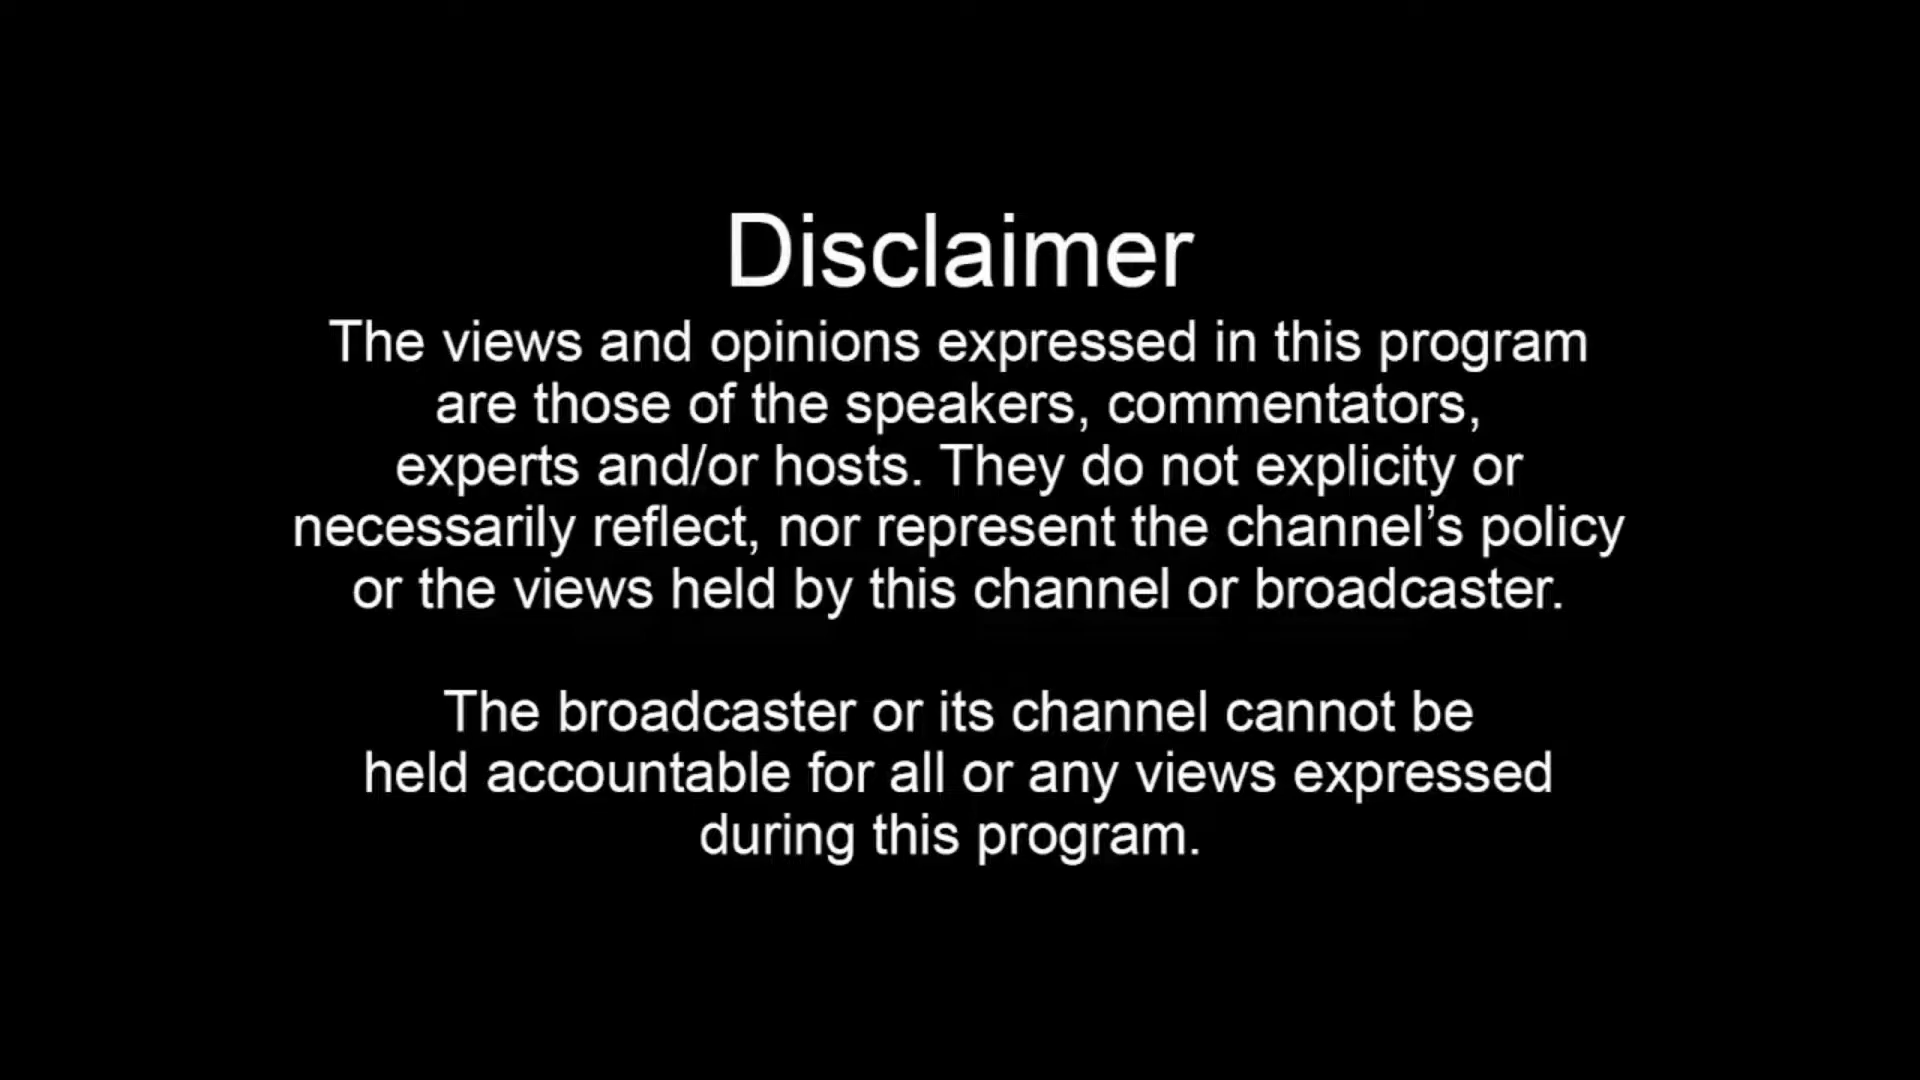 Disclaimer
The views and opinions expressed in this program
are those of the speakers, commentators,
experts and/or hosts. They do not explicity or
necessarily reflect, nor represent the channel’s policy
or the views held by this channel or broadcaster.
The broadcaster or its channel cannot be
held accountable for all or any views expressed
during this program.